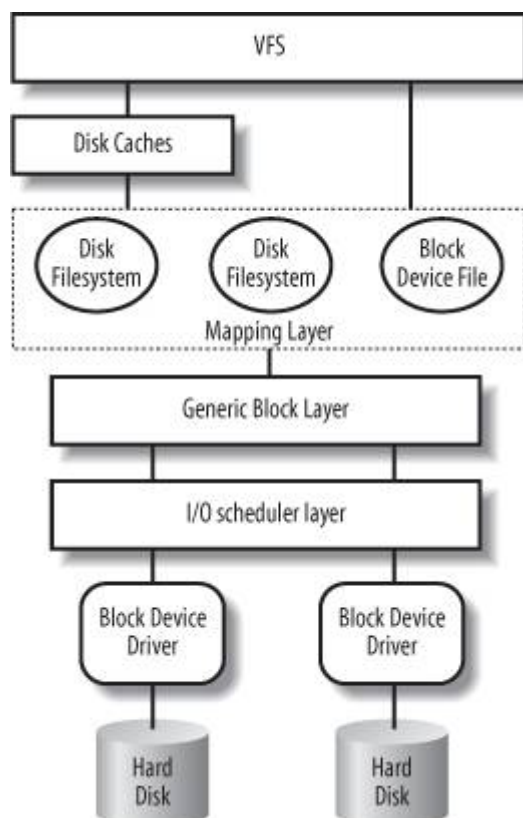 VFS
Disk Caches
Disk
Filesystem
Disk
Filesystem
Block
Device File
Mapping Layer
Generic Block Layer
I/O scheduler layer
Block Device
Driver
Block Device
Driver
Hard
Disk
Hard
Disk